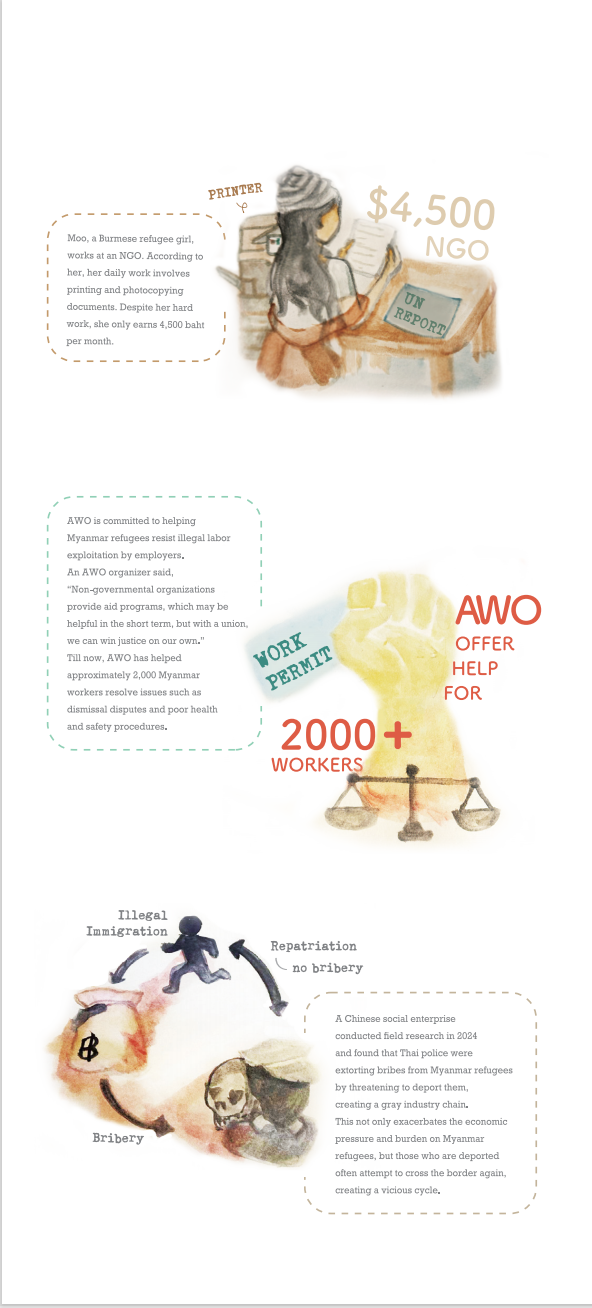 PRINTER
$4,500
NGO
Moo, a Burmese refugee girl,
works at an NGO. According to
her, her daily work involves
printing and photocopying
documents. Despite her hard
work, she only earns 4,500 baht
per month.
UN
REPORT
AWO is committed to helping
Myanmar refugees resist illegal labor
exploitation by employers.
An AWO organizer said,
"Non-governmental organizations
provide aid programs, which may be
helpful in the short term, but with a union,
we can win justice on our own."
Till now, AWO has helped
approximately 2,000 Myanmar
workers resolve issues such as
dismissal disputes and poor health
and safety procedures.
WORK
PERMIT
AWO
OFFER
HELP
FOR
2000+
WORKERS
Illegal
Immigration
Repatriation
no bribery
฿
Bribery
A Chinese social enterprise
conducted field research in 2024
and found that Thai police were
extorting bribes from Myanmar refugees
by threatening to deport them,
creating a gray industry chain.
This not only exacerbates the economic
pressure and burden on Myanmar
refugees, but those who are deported
often attempt to cross the border again,
creating a vicious cycle.